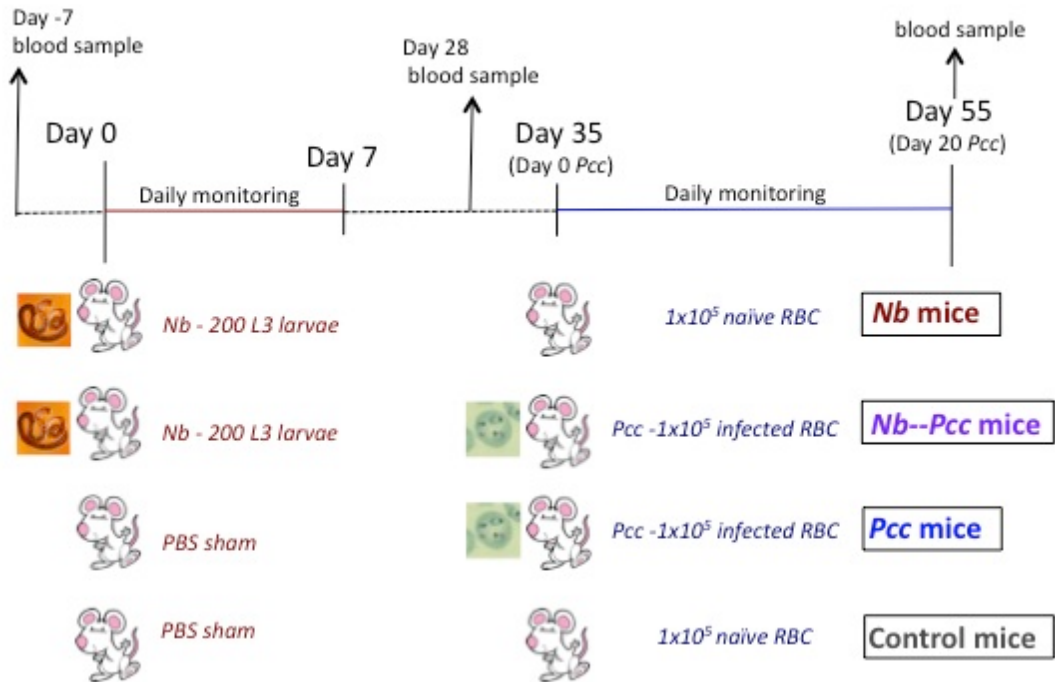 Day -7
blood sample
Day 28
blood sample
blood sample
Day 0
Day 7
Day 35
(Day 0 Pcc)
Day 55
(Day 20 Pcc)
Daily monitoring
Daily monitoring
Nb - 200 L3 larvae
1x10⁵ naïve RBC
Nb mice
Nb - 200 L3 larvae
Pcc -1x10⁵ infected RBC
Nb--Pcc mice
PBS sham
Pcc -1x10⁵ infected RBC
Pcc mice
PBS sham
1x10⁵ naïve RBC
Control mice